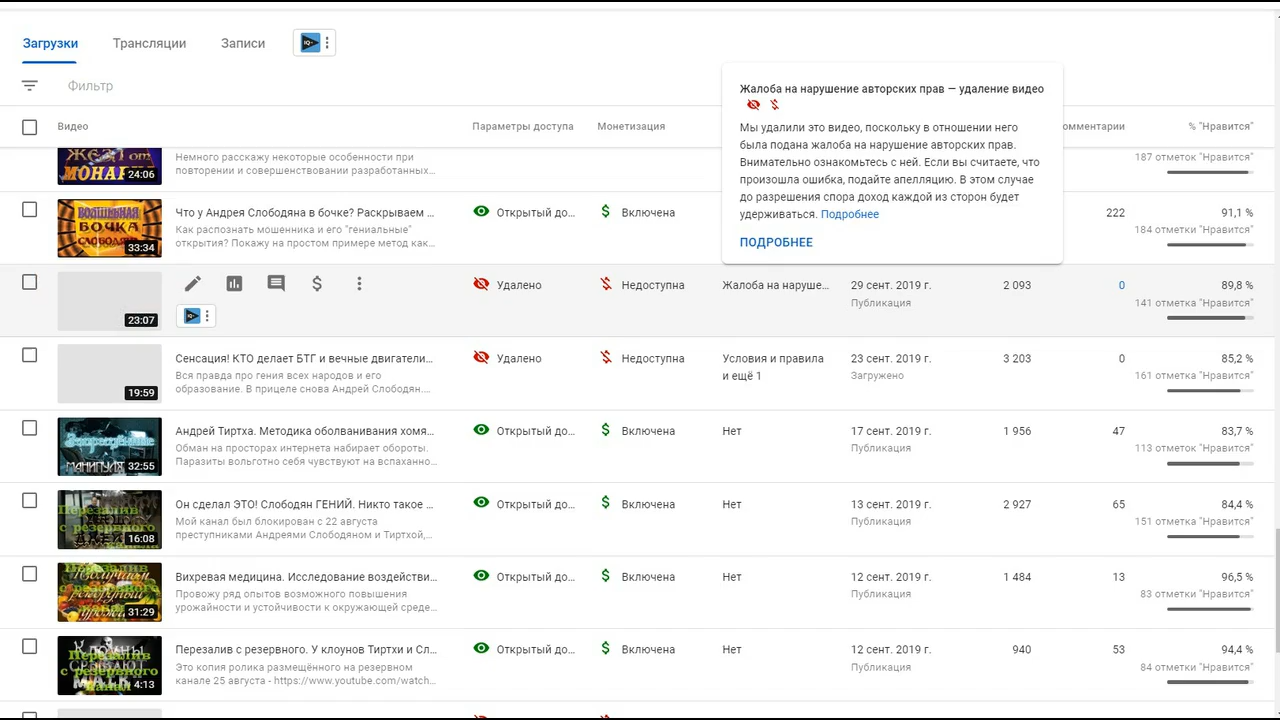 Загрузки
Трансляции
Записи
Фильтр
Видео
Параметры доступа
Монетизация
омментарии
% "Нравится"
Жалоба на нарушение авторских прав — удаление видео
Мы удалили это видео, поскольку в отношении него
была подана жалоба на нарушение авторских прав.
Внимательно ознакомьтесь с ней. Если вы считаете, что
произошла ошибка, подайте апелляцию. В этом случае
до разрешения спора доход каждой из сторон будет
удерживаться. Подробнее
ПОДРОБНЕЕ
ЖЕЗЛ от
МОНАР
24:06
Немного расскажу некоторые особенности при
повторении и совершенствовании разработанных…
187 отметок "Нравится"
ВОЛШЕБНАЯ
БОЧКА
33:34
Что у Андрея Слободяна в бочке? Раскрываем …
Как распознать мошенника и его "гениальные"
открытия? Покажу на простом примере метод как…
Открытый до…
Включена
222
91,1 %
184 отметки "Нравится"
23:07
Удалено
Недоступна
Жалоба на наруше…
29 сент. 2019 г.
Публикация
2 093
0
89,8 %
141 отметка "Нравится"
19:59
Сенсация! КТО делает БТГ и вечные двигатели…
Вся правда про гения всех народов и его
образование. В прицеле снова Андрей Слободян.…
Удалено
Недоступна
Условия и правила
и ещё 1
23 сент. 2019 г.
Загружено
3 203
0
85,2 %
161 отметка "Нравится"
МАНИПУЛЯ
32:55
Андрей Тиртха. Методика оболванивания хомя…
Обман на просторах интернета набирает обороты.
Паразиты вольготно себя чувствуют на вспаханно…
Открытый до…
Включена
Нет
17 сент. 2019 г.
Публикация
1 956
47
83,7 %
113 отметок "Нравится"
Перезалив
с резервного
16:08
Он сделал ЭТО! Слободян ГЕНИЙ. Никто такое …
Мой канал был блокирован с 22 августа
преступниками Андреями Слободяном и Тиртхой,…
Открытый до…
Включена
Нет
13 сент. 2019 г.
Публикация
2 927
65
84,4 %
151 отметка "Нравится"
Перезалив
с резервного
31:29
Вихревая медицина. Исследование воздействи…
Провожу ряд опытов возможного повышения
урожайности и устойчивости к окружающей среде…
Открытый до…
Включена
Нет
12 сент. 2019 г.
Публикация
1 484
13
96,5 %
83 отметки "Нравится"
Перезалив
с резервного
канал
4:13
Перезалив с резервного. У клоунов Тиртхи и Сл…
Это копия ролика размещённого на резервном
канале 25 августа - https://www.youtube.com/watch…
Открытый до…
Включена
Нет
12 сент. 2019 г.
Публикация
940
53
94,4 %
84 отметки "Нравится"